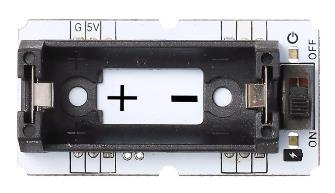 G 5V
OFF
+ −
ON